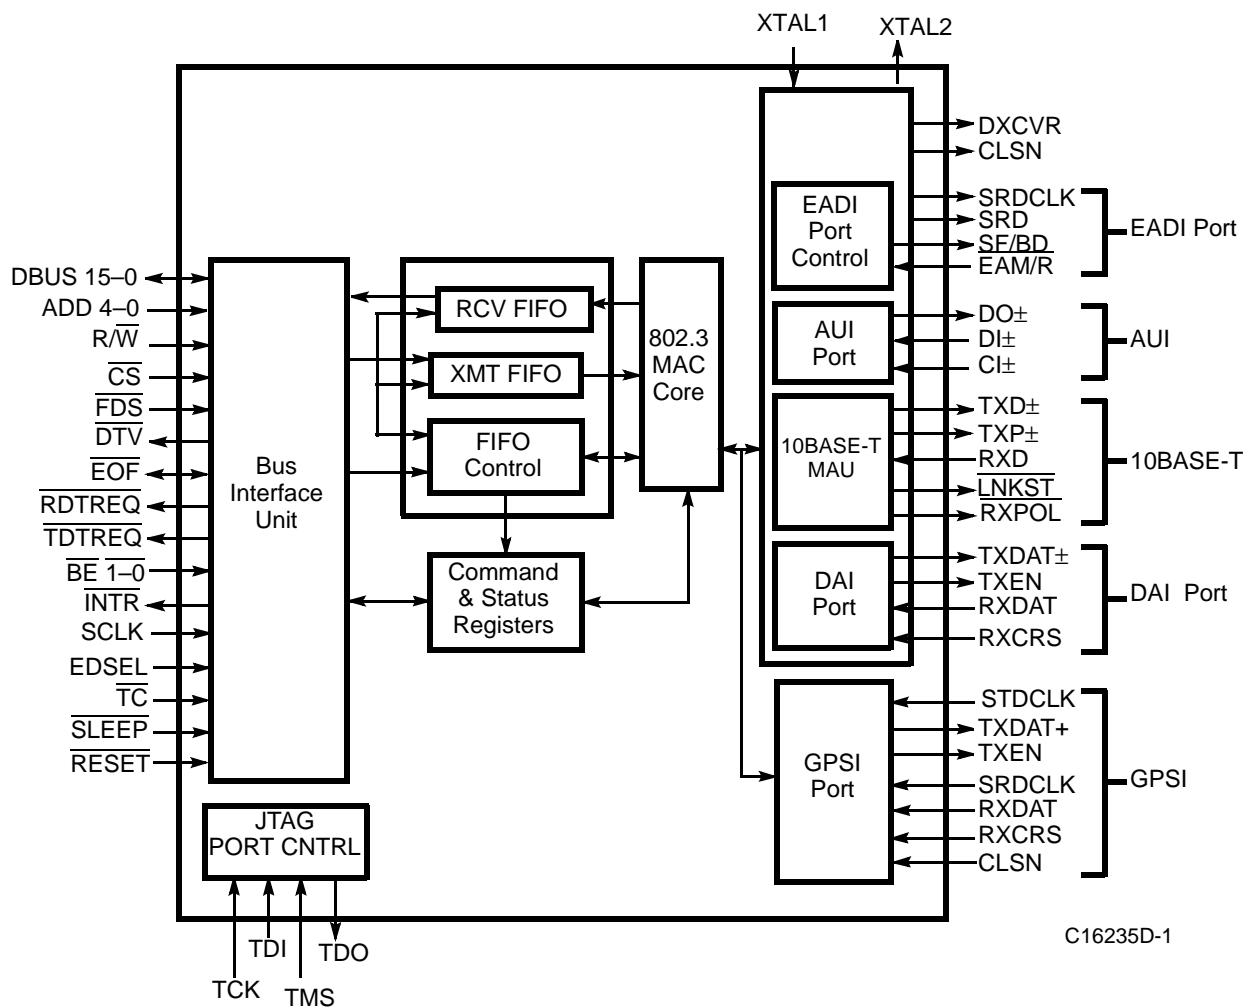 XTAL1
XTAL2
DXCVR
CLSN
SRDCLK
SRD
SF/BD
EAM/R
EADI Port
EADI
Port
Control
DO±
DI±
CI±
AUI
AUI
Port
TXD±
TXP±
RXD
LNKST
RXPOL
10BASE-T
10BASE-T
MAU
TXDAT±
TXEN
RXDAT
RXCRS
DAI Port
DAI
Port
STDCLK
TXDAT+
TXEN
SRDCLK
RXDAT
RXCRS
CLSN
GPSI
GPSI
Port
DBUS 15–0
ADD 4–0
R/W
CS
FDS
DTV
EOF
RDTREQ
TDTREQ
BE 1–0
INTR
SCLK
EDSEL
TC
SLEEP
RESET
Bus
Interface
Unit
RCV FIFO
XMT FIFO
FIFO
Control
802.3
MAC
Core
Command
& Status
Registers
JTAG
PORT CNTRL
TCK
TDI
TMS
TDO
C16235D-1